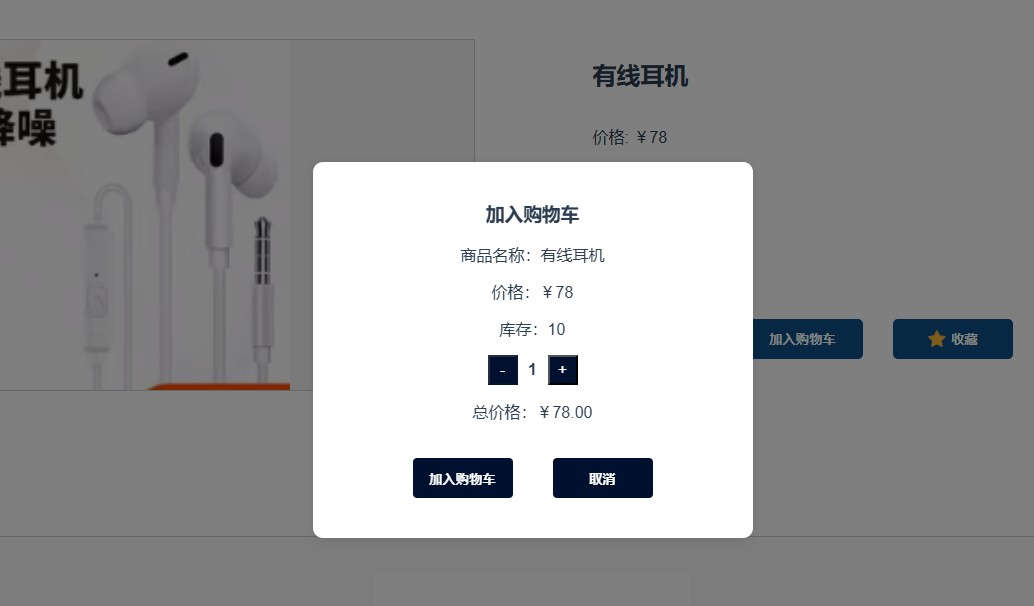 线耳机
降噪
有线耳机
价格: ￥78
加入购物车
商品名称：有线耳机
价格：￥78
库存：10
- 1 +
总价格：￥78.00
加入购物车 取消
加入购物车 收藏